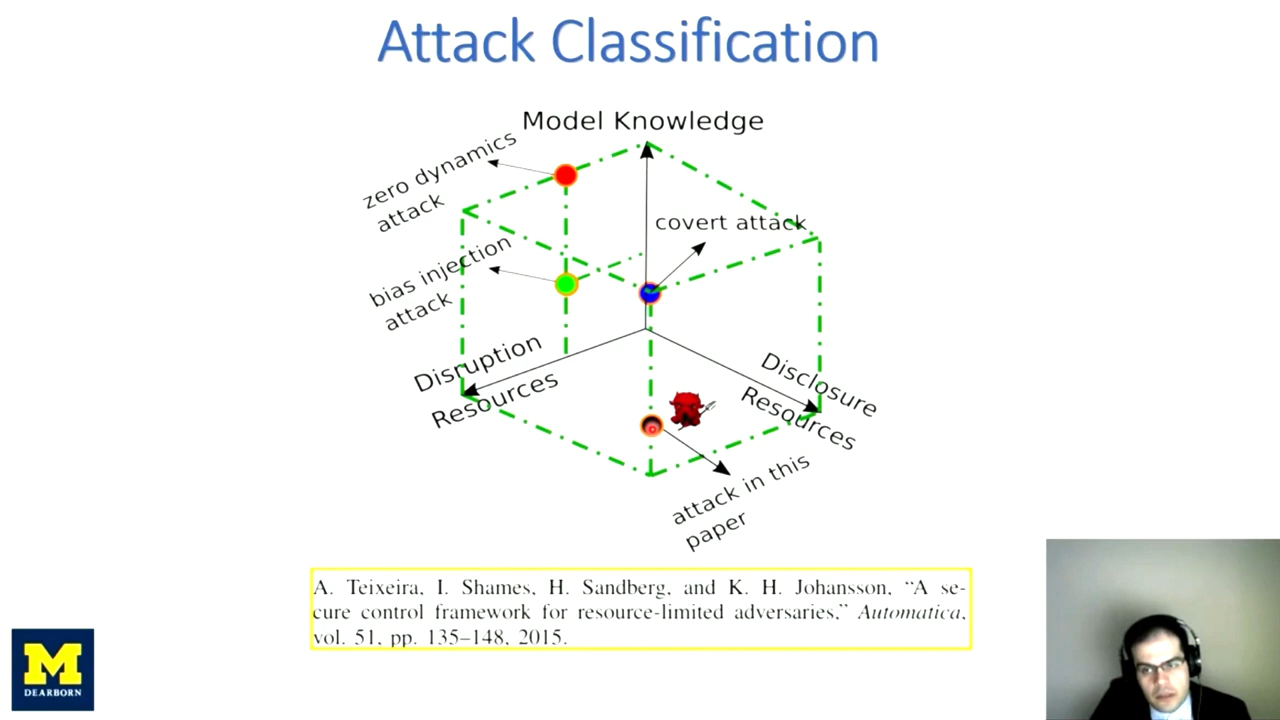 Attack Classification
Model Knowledge
zero dynamics
attack
covert attack
bias injection
attack
Disruption
Resources
Disclosure
Resources
attack in this
paper
A. Teixeira, I. Shames, H. Sandberg, and K. H. Johansson, “A se-
cure control framework for resource-limited adversaries,” Automatica,
vol. 51, pp. 135–148, 2015.
M
DEARBORN